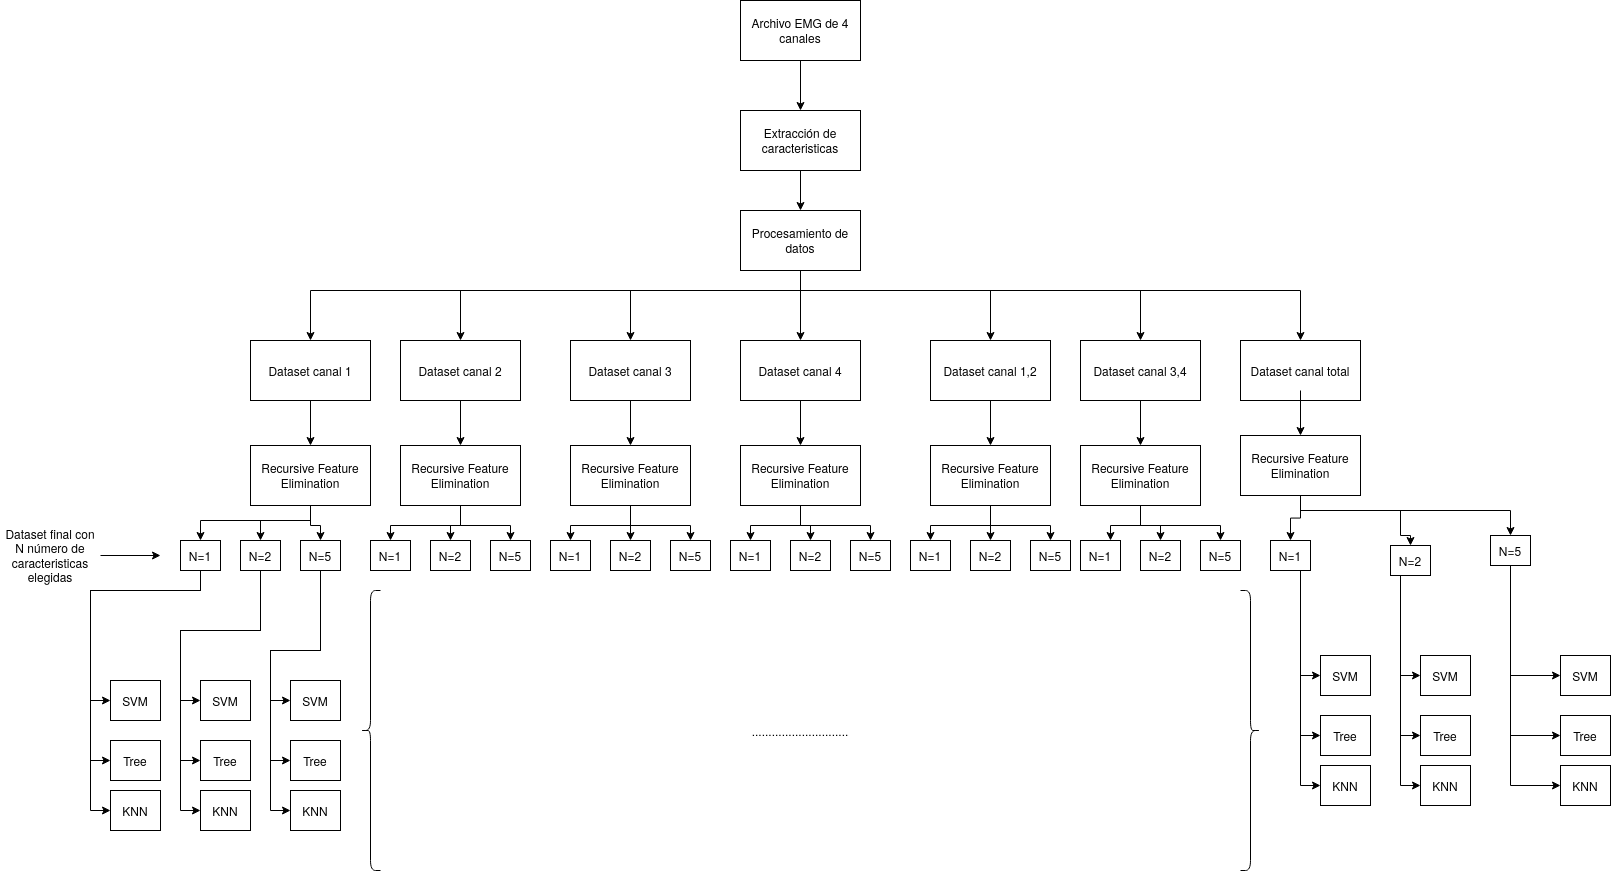 Archivo EMG de 4
canales
Extracción de
caracteristicas
Procesamiento de
datos
Dataset canal 1
Dataset canal 2
Dataset canal 3
Dataset canal 4
Dataset canal 1,2
Dataset canal 3,4
Dataset canal total
Recursive Feature
Elimination
Recursive Feature
Elimination
Recursive Feature
Elimination
Recursive Feature
Elimination
Recursive Feature
Elimination
Recursive Feature
Elimination
Recursive Feature
Elimination
Dataset final con
N número de
caracteristicas
elegidas
N=1
N=2
N=5
N=1
N=2
N=5
N=1
N=2
N=5
N=1
N=2
N=5
N=1
N=2
N=5
N=1
N=2
N=5
N=1
N=2
N=5
SVM
SVM
SVM
Tree
Tree
Tree
KNN
KNN
KNN
.............................
SVM
SVM
SVM
Tree
Tree
Tree
KNN
KNN
KNN